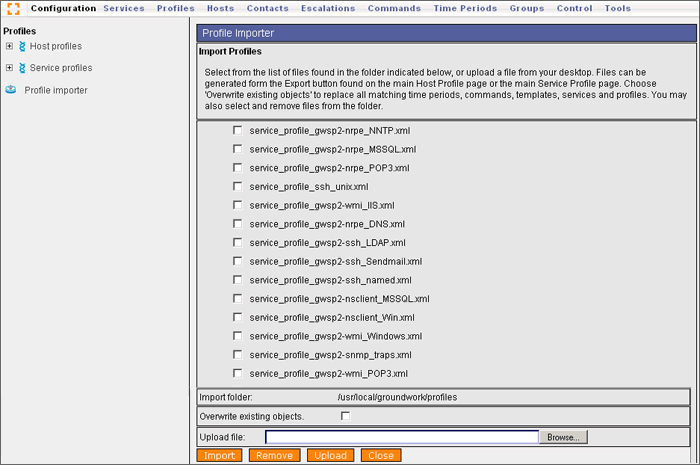 Configuration Services Profiles Hosts Contacts Escalations Commands Time Periods Groups Control Tools
Profiles
Host profiles
Service profiles
Profile importer
Profile Importer
Import Profiles
Select from the list of files found in the folder indicated below, or upload a file from your desktop. Files can be
generated form the Export button found on the main Host Profile page or the main Service Profile page. Choose
'Overwrite existing objects' to replace all matching time periods, commands, templates, services and profiles. You may
also select and remove files from the folder.
service_profile_gwsp2-nrpe_NNTP.xml
service_profile_gwsp2-nrpe_MSSQL.xml
service_profile_gwsp2-nrpe_POP3.xml
service_profile_ssh_unix.xml
service_profile_gwsp2-wmi_IIS.xml
service_profile_gwsp2-nrpe_DNS.xml
service_profile_gwsp2-ssh_LDAP.xml
service_profile_gwsp2-ssh_Sendmail.xml
service_profile_gwsp2-ssh_named.xml
service_profile_gwsp2-nsclient_MSSQL.xml
service_profile_gwsp2-nsclient_Win.xml
service_profile_gwsp2-wmi_Windows.xml
service_profile_gwsp2-snmp_traps.xml
service_profile_gwsp2-wmi_POP3.xml
Import folder: /usr/local/groundwork/profiles
Overwrite existing objects.
Upload file: Browse...
Import Remove Upload Close